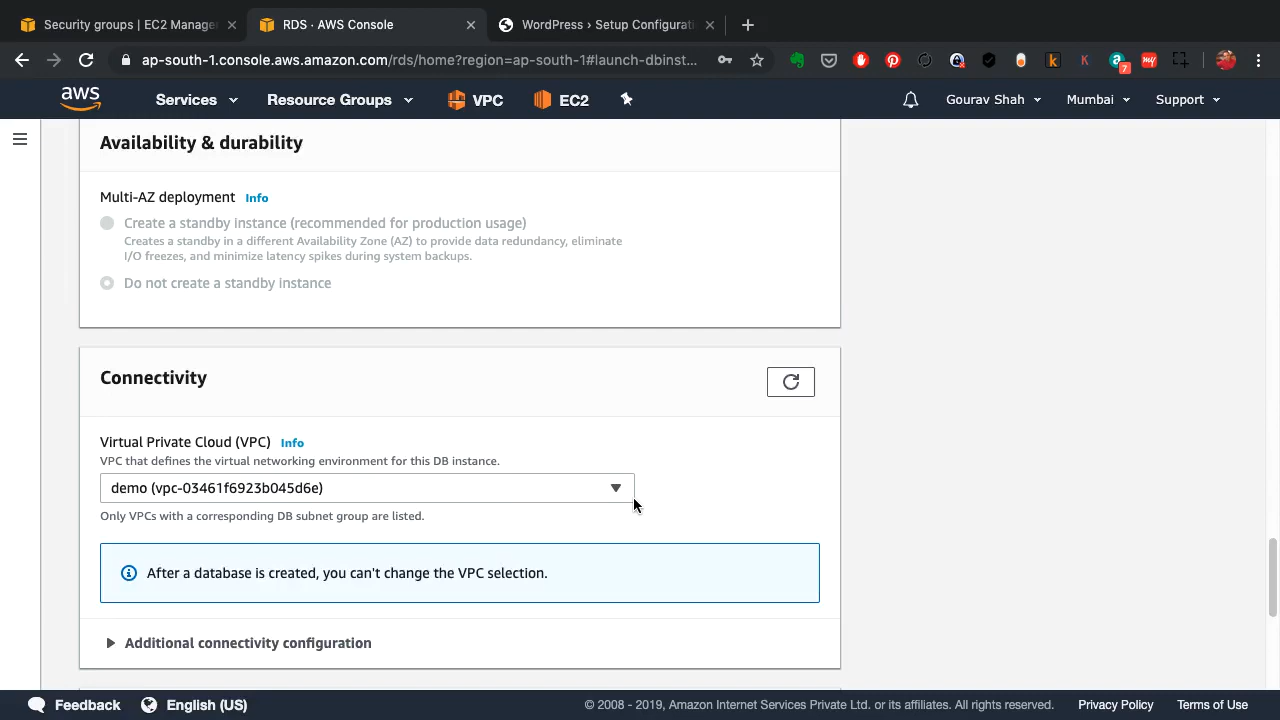 Security groups | EC2 Manage
RDS · AWS Console
WordPress › Setup Configurati
apsouth-1.console.aws.amazon.com/rds/home?region=ap-south-1#launch-dbinst...
7
aws
Services
Resource Groups
VPC
EC2
Gourav Shah
Mumbai
Support
Availability & durability
Multi-AZ deployment Info
Create a standby instance (recommended for production usage)
Creates a standby in a different Availability Zone (AZ) to provide data redundancy, eliminate
I/O freezes, and minimize latency spikes during system backups.
Do not create a standby instance
Connectivity
Virtual Private Cloud (VPC) Info
VPC that defines the virtual networking environment for this DB instance.
demo (vpc-03461f6923b045d6e)
Only VPCs with a corresponding DB subnet group are listed.
After a database is created, you can't change the VPC selection.
Additional connectivity configuration
Feedback
English (US)
© 2008 - 2019, Amazon Internet Services Private Ltd. or its affiliates. All rights reserved.
Privacy Policy
Terms of Use